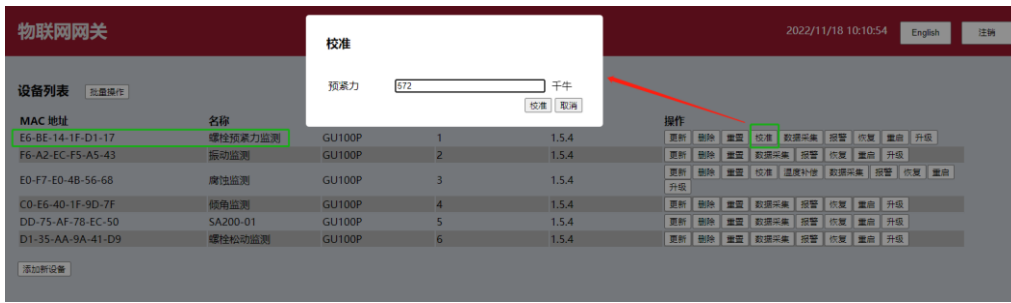 物联网网关
2022/11/18 10:10:54 English 注销
校准
预紧力 572 千牛
校准 取消
设备列表 批量操作
MAC 地址 名称 操作
E6-BE-14-1F-D1-17 螺栓预紧力监测 GU100P 1 1.5.4 更新 删除 重置 校准 数据采集 报警 恢复 重启 升级
F6-A2-EC-F5-A5-43 振动监测 GU100P 2 1.5.4 更新 删除 重置 数据采集 报警 恢复 重启 升级
E0-F7-E0-4B-56-68 腐蚀监测 GU100P 3 1.5.4 更新 删除 重置 校准 温度补偿 数据采集 报警 恢复 重启
升级
C0-E6-40-1F-9D-7F 倾角监测 GU100P 4 1.5.4 更新 删除 重置 数据采集 报警 恢复 重启 升级
DD-75-AF-78-EC-50 SA200-01 GU100P 5 1.5.4 更新 删除 重置 数据采集 报警 恢复 重启 升级
D1-35-AA-9A-41-D9 螺栓松动监测 GU100P 6 1.5.4 更新 删除 重置 数据采集 报警 恢复 重启 升级
添加新设备